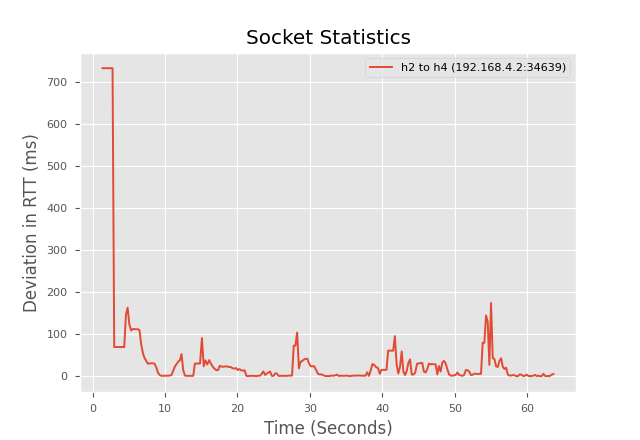 Socket Statistics
h2 to h4 (192.168.4.2:34639)
Deviation in RTT (ms)
700
600
500
400
300
200
100
0
0 10 20 30 40 50 60
Time (Seconds)